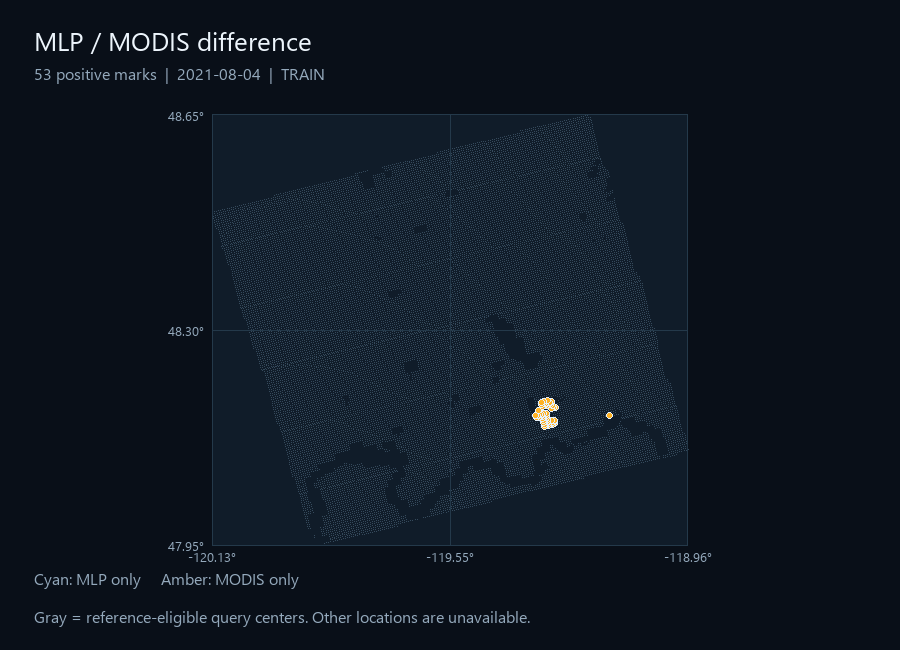 MLP / MODIS difference
53 positive marks | 2021-08-04 | TRAIN
48.65°
48.30°
47.95°
-120.13° -119.55° -118.96°
Cyan: MLP only Amber: MODIS only
Gray = reference-eligible query centers. Other locations are unavailable.